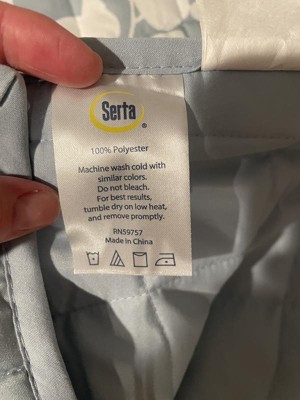 Serta®
100% Polyester
Machine wash cold with
similar colors.
Do not bleach.
For best results,
tumble dry on low heat,
and remove promptly.
RN59757
Made in China